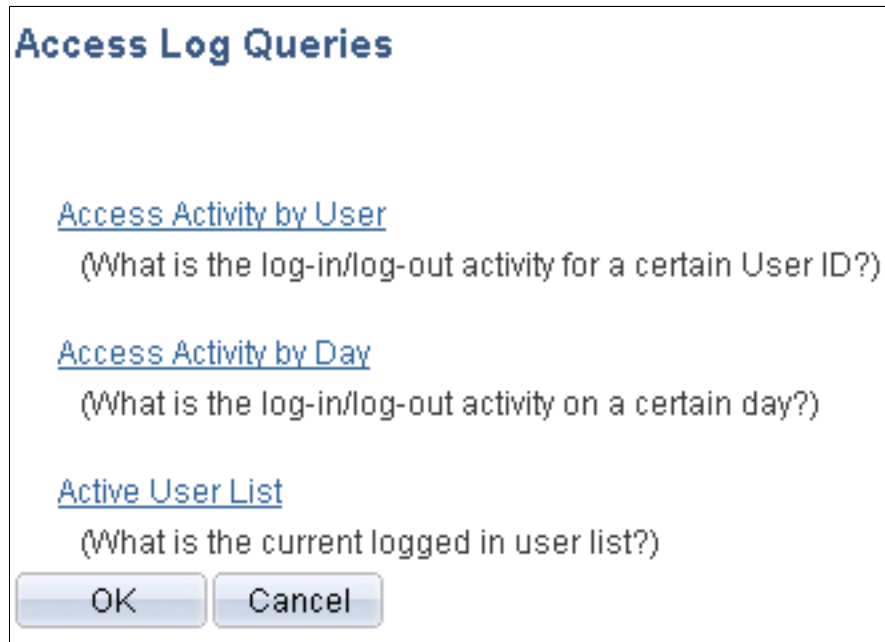 Access Log Queries
Access Activity by User
(What is the log-in/log-out activity for a certain User ID?)
Access Activity by Day
(What is the log-in/log-out activity on a certain day?)
Active User List
(What is the current logged in user list?)
OK Cancel